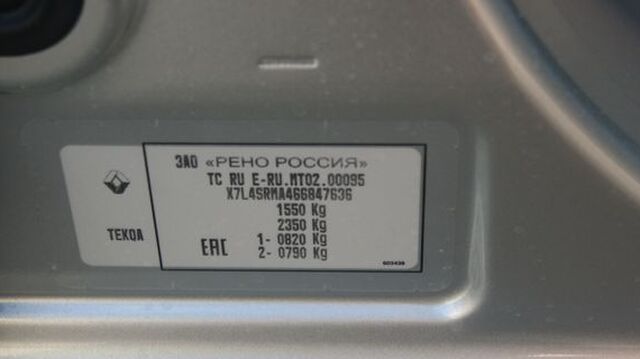 ЗАО «РЕНО РОССИЯ»
TC RU E-RU.MT02.00095
X7L4SRMA466847636
1550 Kg
2350 Kg
1- 0820 Kg
2- 0790 Kg
TEKQA
EAC